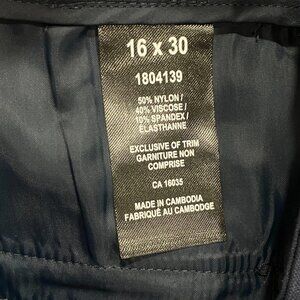 16 x 30
1804139
50% NYLON /
40% VISCOSE /
10% SPANDEX /
ELASTHANNE
EXCLUSIVE OF TRIM
GARNITURE NON
COMPRISE
CA 16035
MADE IN CAMBODIA
FABRIQUÉ AU CAMBODGE